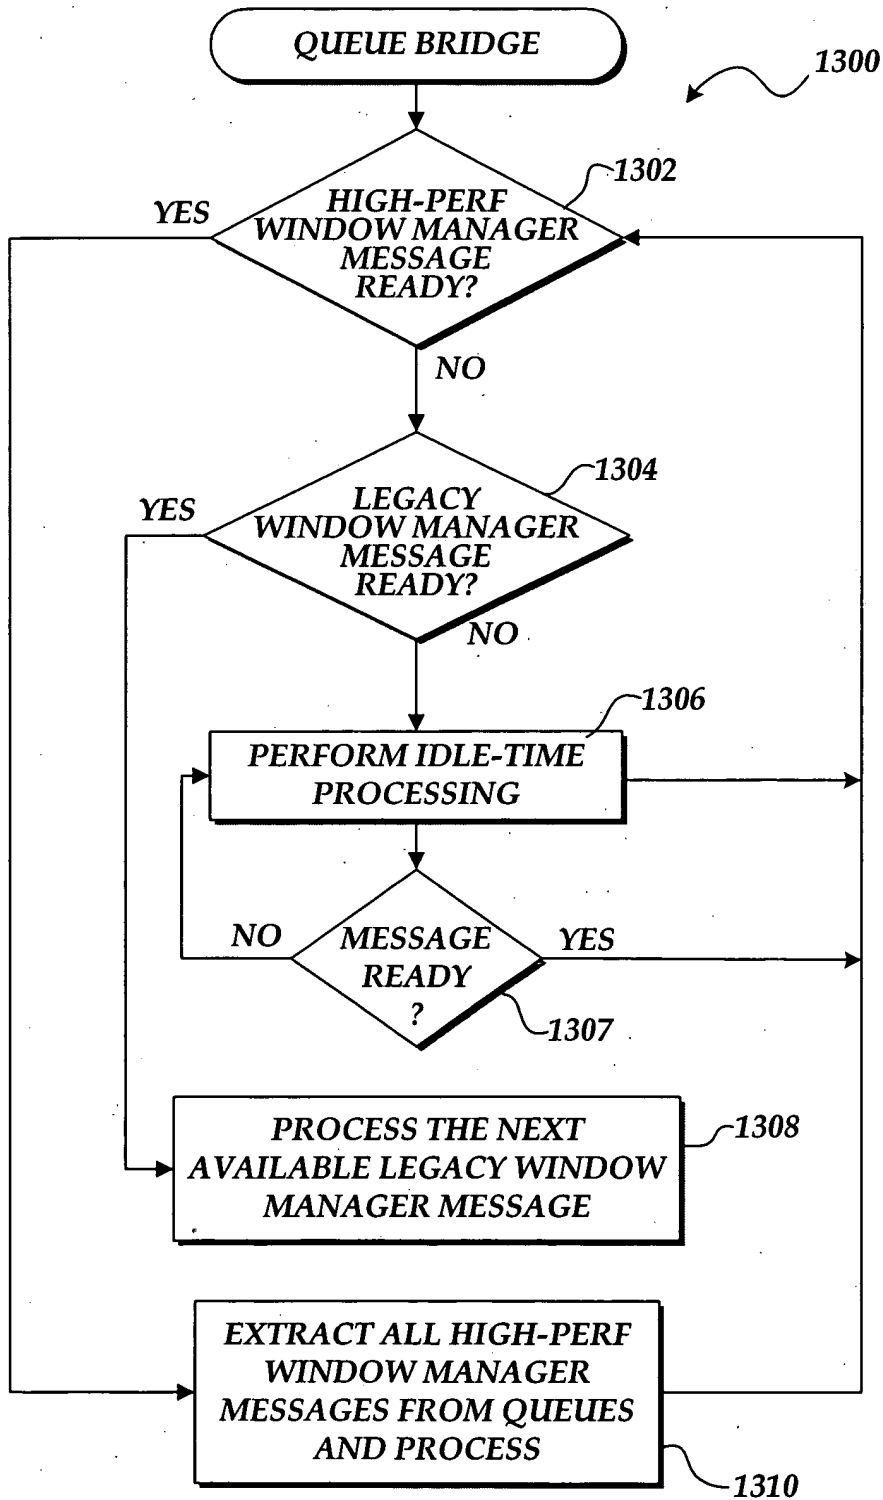 QUEUE BRIDGE
1300
1302
YES
HIGH-PERF
WINDOW MANAGER
MESSAGE
READY?
NO
1304
YES
LEGACY
WINDOW MANAGER
MESSAGE
READY?
NO
1306
PERFORM IDLE-TIME
PROCESSING
NO
MESSAGE
READY
?
YES
1307
PROCESS THE NEXT
AVAILABLE LEGACY WINDOW
MANAGER MESSAGE
1308
EXTRACT ALL HIGH-PERF
WINDOW MANAGER
MESSAGES FROM QUEUES
AND PROCESS
1310